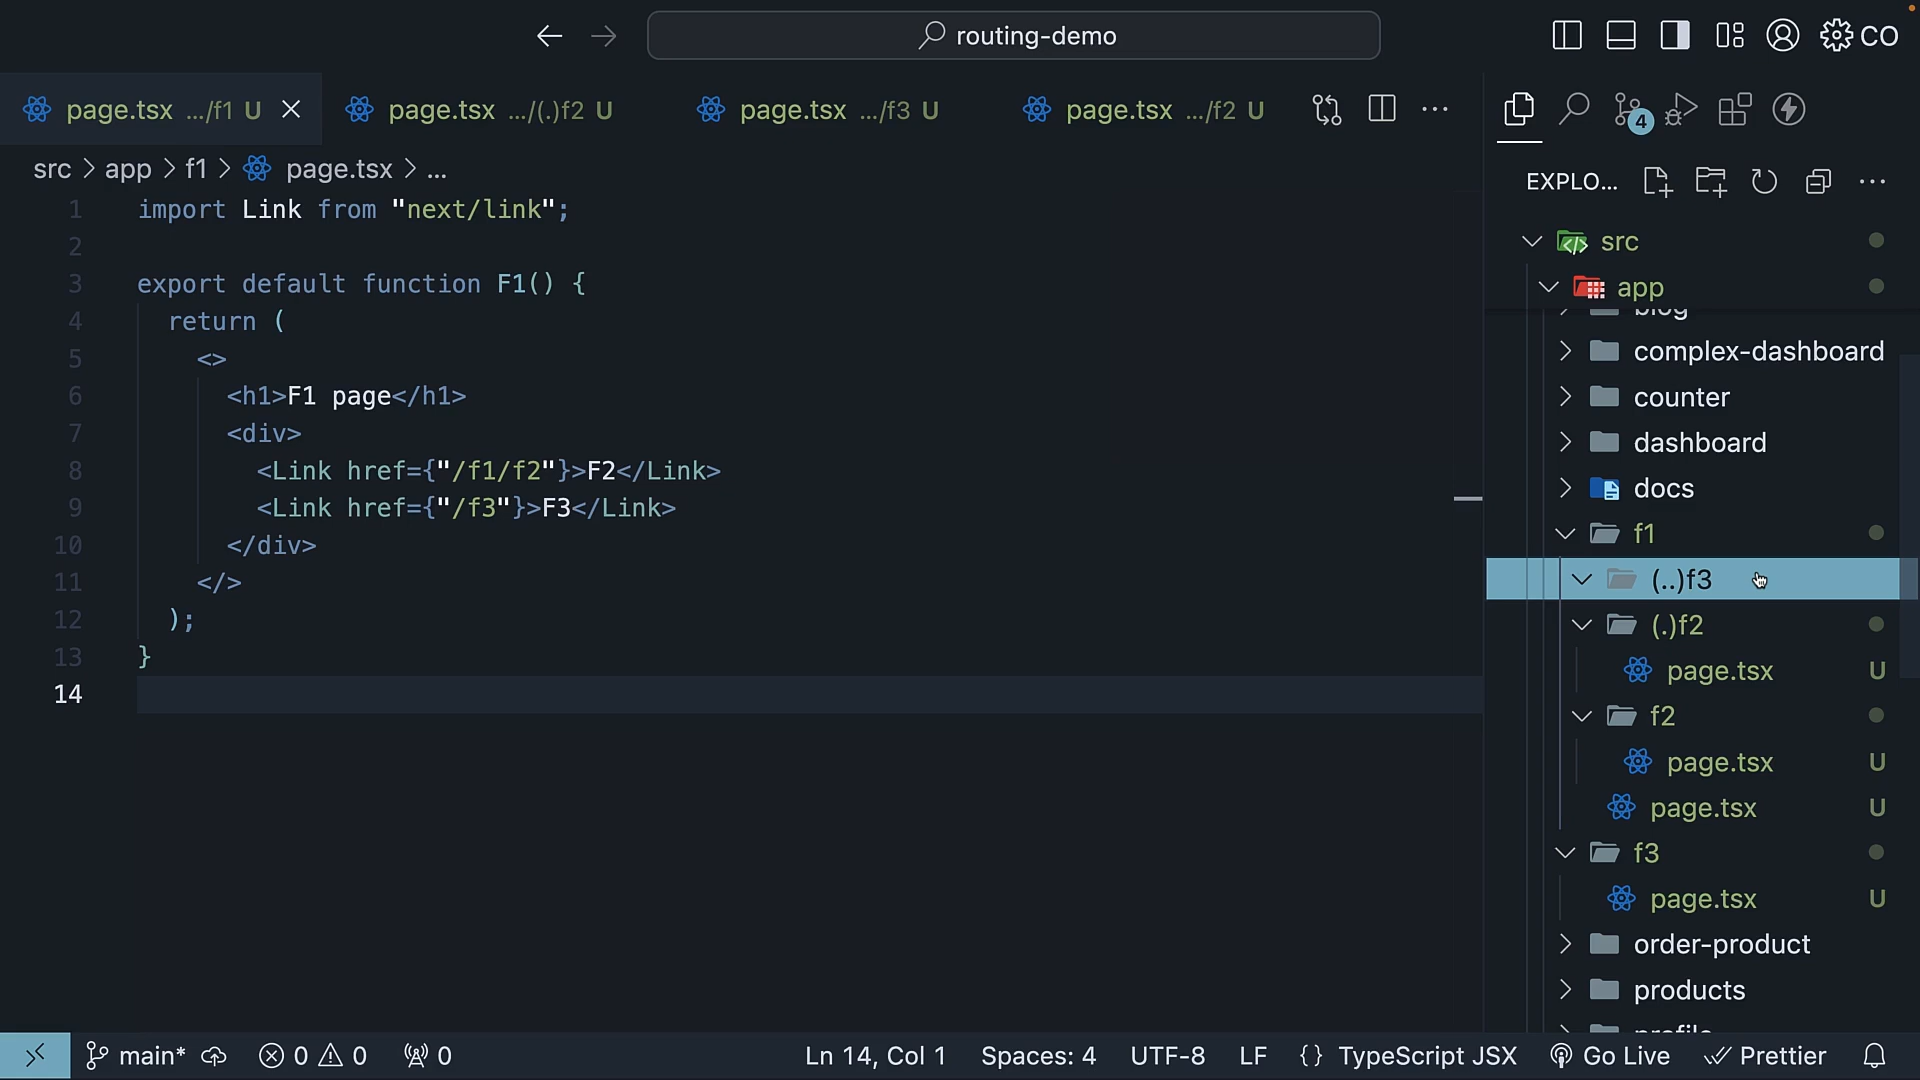 routing-demo
CO
page.tsx .../f1 U
page.tsx .../(.)f2 U
page.tsx .../f3 U
page.tsx .../f2 U
4
src > app > f1 > page.tsx > ...
EXPLO...
1 import Link from "next/link";
2
3 export default function F1() {
4 return (
5 <>
6 <h1>F1 page</h1>
7 <div>
8 <Link href={"/f1/f2"}>F2</Link>
9 <Link href={"/f3"}>F3</Link>
10 </div>
11 </>
12 );
13 }
14
src
app
blog
complex-dashboard
counter
dashboard
docs
f1
(..)f3
(.)f2
page.tsx U
f2
page.tsx U
page.tsx U
f3
page.tsx U
order-product
products
profile
main* 0 0 0 Ln 14, Col 1 Spaces: 4 UTF-8 LF {} TypeScript JSX Go Live Prettier